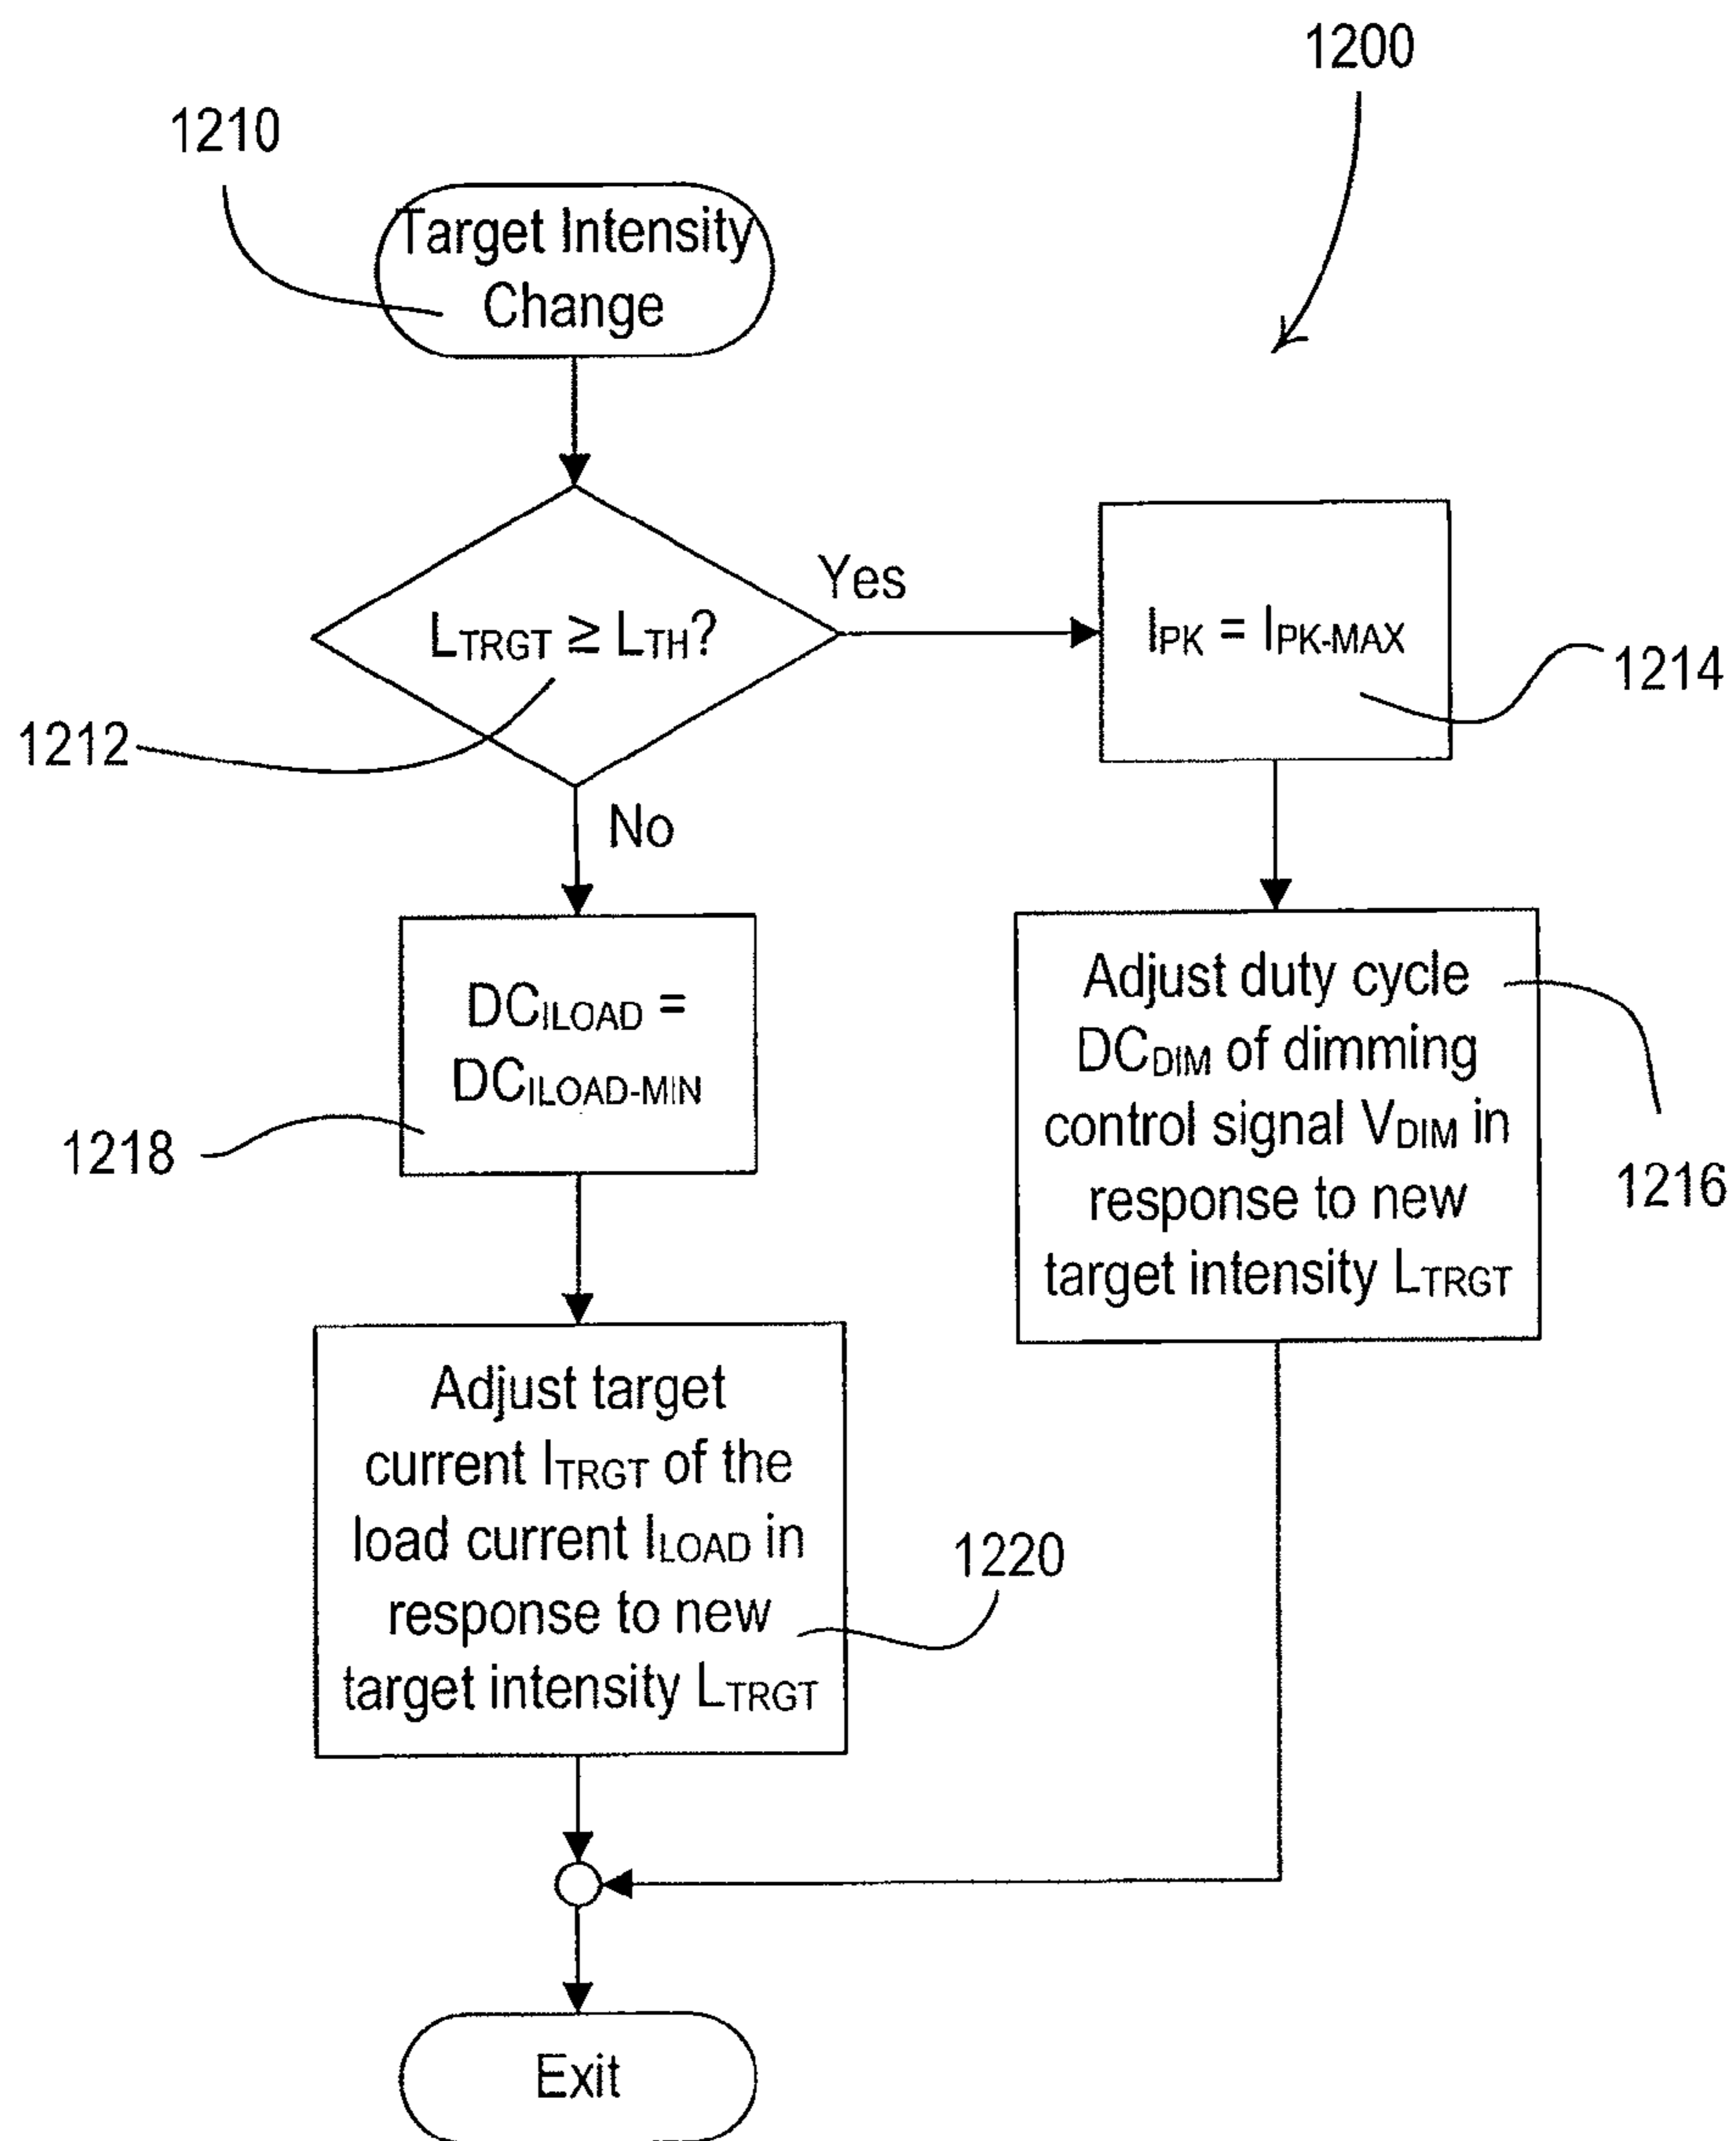 1200
1210
Target Intensity
Change
Yes
LTRGT ≥ LTH?
IPK = IPK-MAX
1214
1212
No
Adjust duty cycle
DCDIM of dimming
control signal VDIM in
response to new
target intensity LTRGT
1216
DCILOAD =
DCILOAD-MIN
1218
Adjust target
current ITRGT of the
load current ILOAD in
response to new
target intensity LTRGT
1220
Exit